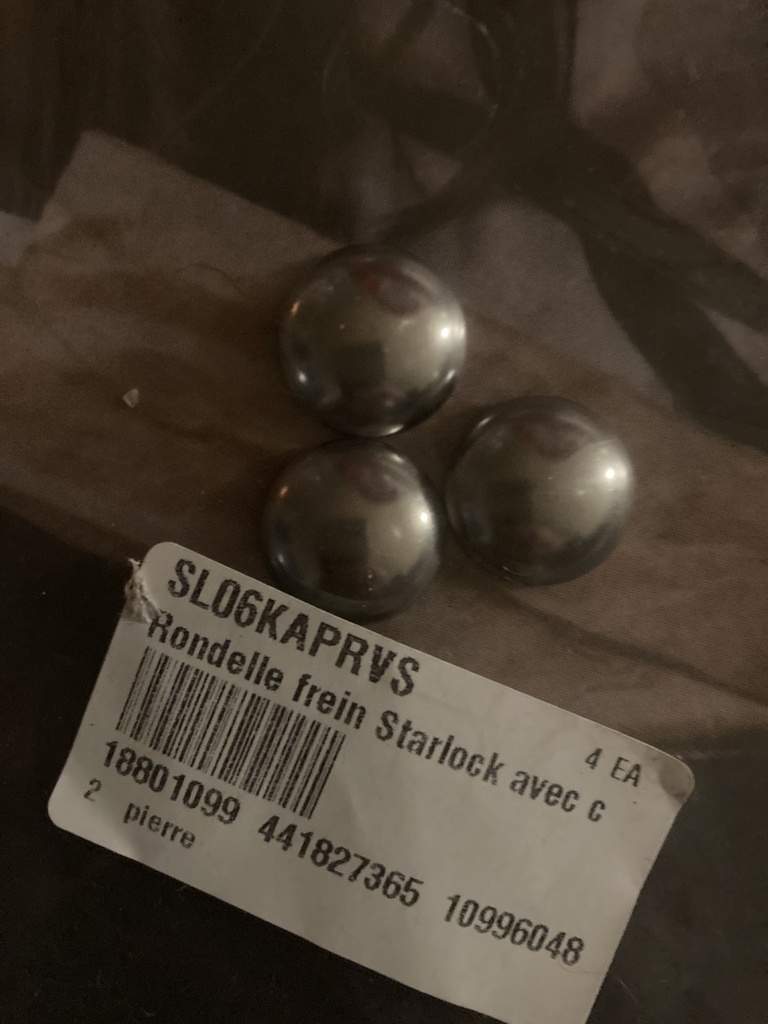 SL06KAPRVS
Rondelle frein Starlock avec c
4 EA
18801099 441827365 10996048
2 pierre